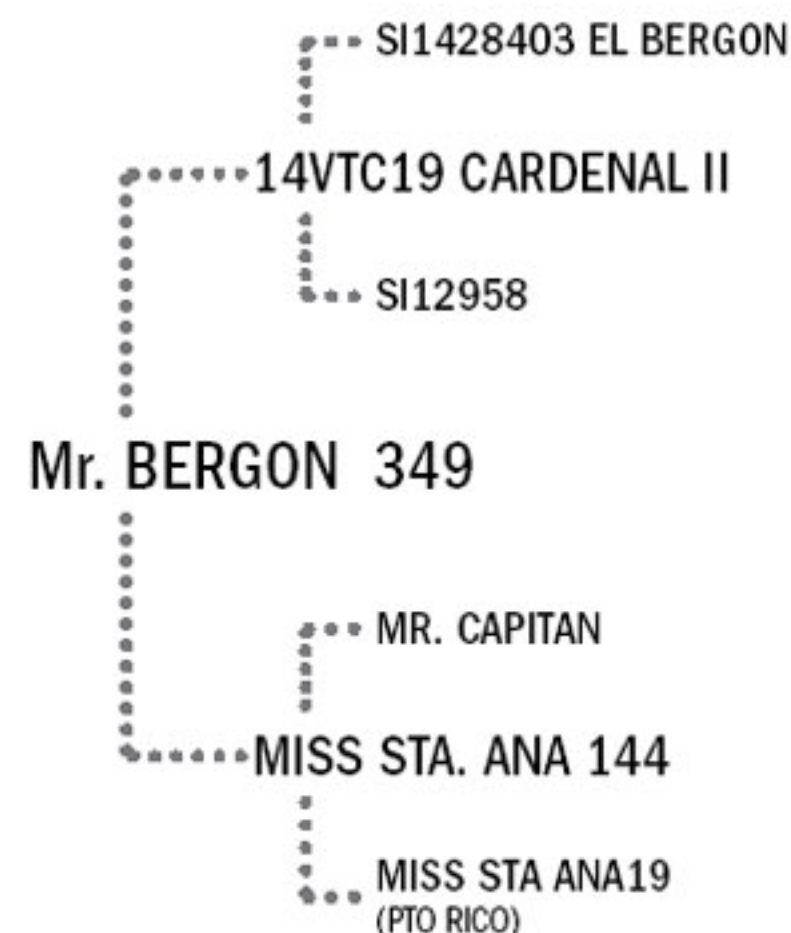 SI1428403 EL BERGON
14VTC19 CARDENAL II
SI12958
Mr. BERGON 349
MR. CAPITAN
MISS STA. ANA 144
MISS STA ANA19
(PTO RICO)